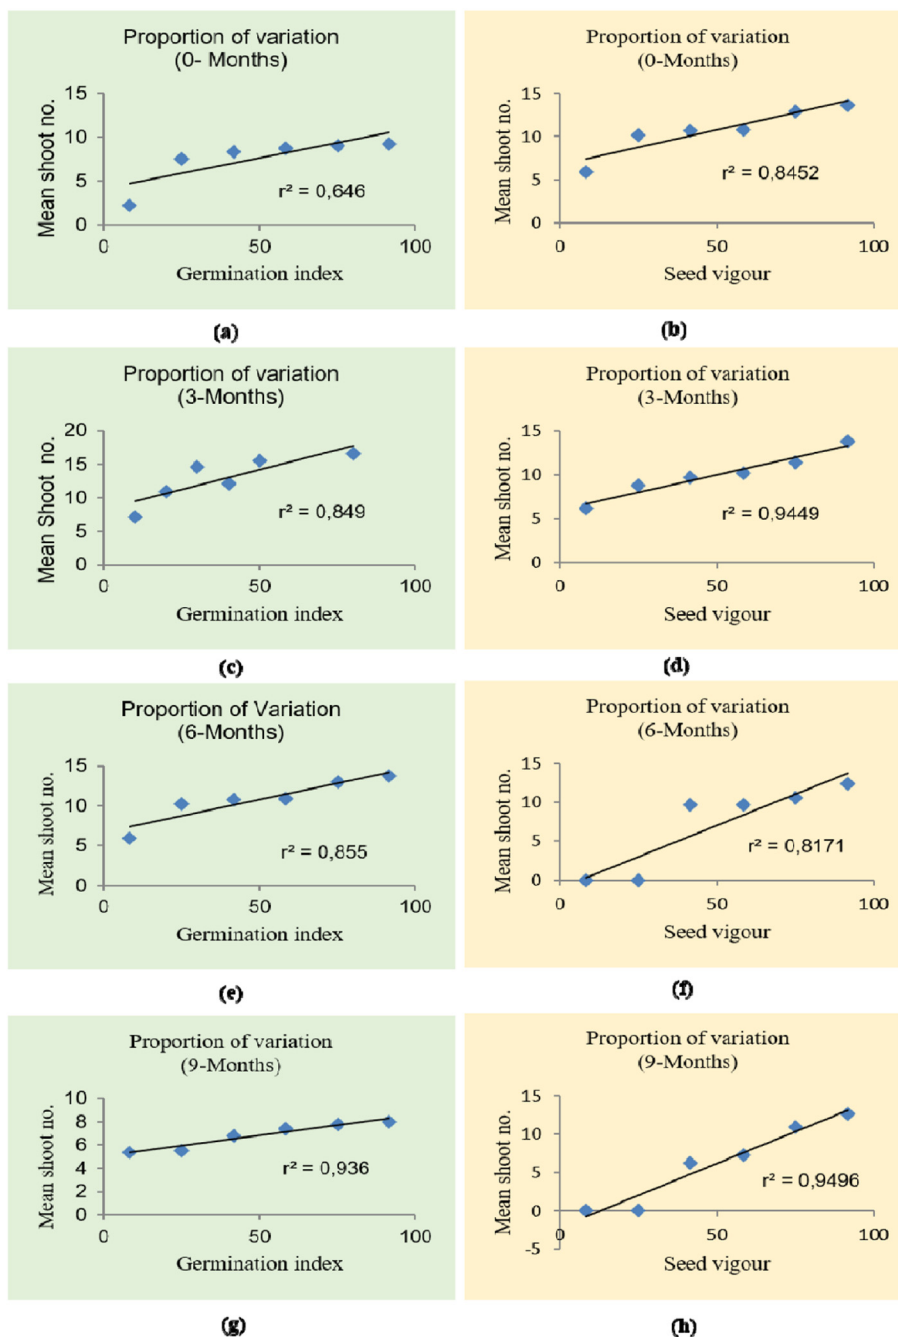 Proportion of variation
(0- Months)
Mean shoot no.
15
10
5
0
r² = 0,646
0
50
100
Germination index
(a)
Proportion of variation
(0-Months)
Mean shoot no.
15
10
5
0
r² = 0,8452
0
50
100
Seed vigour
(b)
Proportion of variation
(3-Months)
Mean Shoot no.
20
15
10
5
0
r² = 0,849
0
50
100
Germination index
(c)
Proportion of variation
(3-Months)
Mean shoot no.
15
10
5
0
r² = 0,9449
0
50
100
Seed vigour
(d)
Proportion of Variation
(6-Months)
Mean shoot no.
15
10
5
0
r² = 0,855
0
50
100
Germination index
(e)
Proportion of variation
(6-Months)
Mean shoot no.
15
10
5
0
r² = 0,8171
0
50
100
Seed vigour
(f)
Proportion of variation
(9-Months)
Mean shoot no.
10
8
6
4
2
0
r² = 0,936
0
50
100
Germination index
(g)
Proportion of variation
(9-Months)
Mean shoot no.
15
10
5
0
-5
r² = 0,9496
0
50
100
Seed vigour
(h)